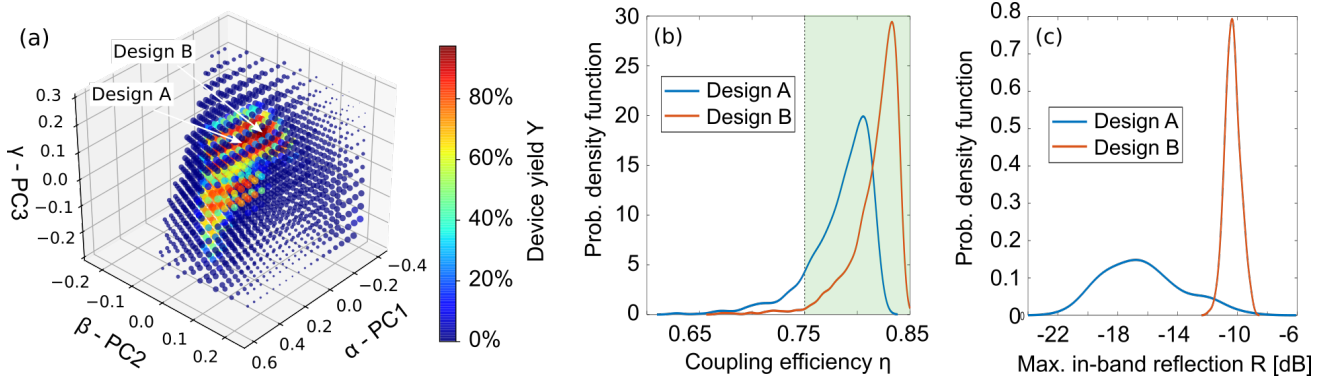 (a)
Design B
Design A
0.3
0.2
0.1
0.0
−0.1
−0.2
γ - PC3
−0.2
−0.1
0.0
0.1
0.2
β - PC2
0.6
0.4
0.2
0.0
−0.4
α - PC1
80%
60%
40%
20%
0%
Device yield Y
(b)
30
25
20
15
10
5
0
Prob. density function
Design A
Design B
0.65
0.75
0.85
Coupling efficiency η
(c)
0.8
0.7
0.6
0.5
0.4
0.3
0.2
0.1
0
Prob. density function
Design A
Design B
-22
-18
-14
-10
-6
Max. in-band reflection R [dB]